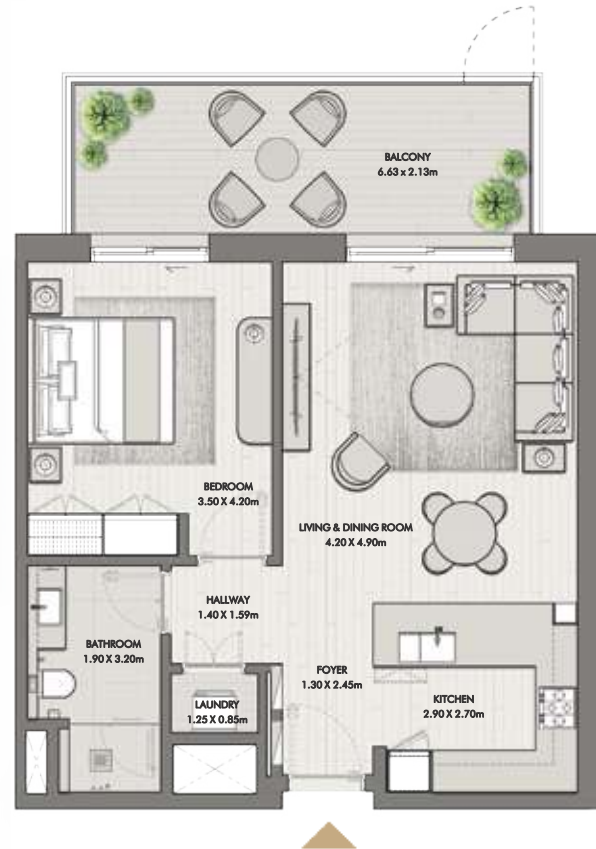 BALCONY
6.63 x 2.13m
BEDROOM
3.50 X 4.20m
LIVING & DINING ROOM
4.20 X 4.90m
HALLWAY
1.40 X 1.59m
BATHROOM
1.90 X 3.20m
FOYER
1.30 X 2.45m
LAUNDRY
1.25 X 0.85m
KITCHEN
2.90 X 2.70m